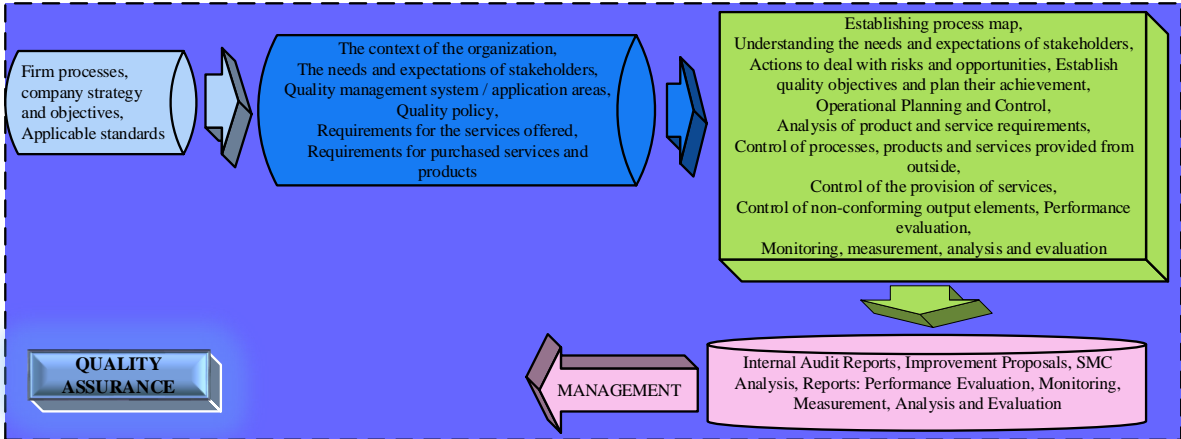 Firm processes,
company strategy
and objectives,
Applicable standards
The context of the organization,
The needs and expectations of stakeholders,
Quality management system / application areas,
Quality policy,
Requirements for the services offered,
Requirements for purchased services and
products
Establishing process map,
Understanding the needs and expectations of stakeholders,
Actions to deal with risks and opportunities, Establish
quality objectives and plan their achievement,
Operational Planning and Control,
Analysis of product and service requirements,
Control of processes, products and services provided from
outside,
Control of the provision of services,
Control of non-conforming output elements, Performance
evaluation,
Monitoring, measurement, analysis and evaluation
Internal Audit Reports, Improvement Proposals, SMC
Analysis, Reports: Performance Evaluation, Monitoring,
Measurement, Analysis and Evaluation
MANAGEMENT
QUALITY
ASSURANCE